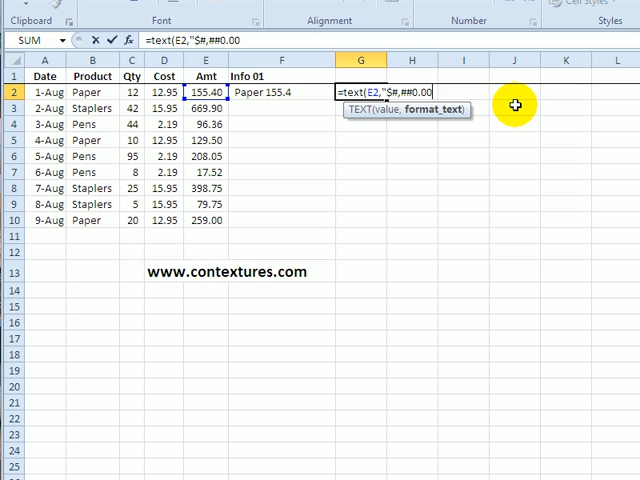 Cell Styles
Clipboard Font Alignment Number Styles
SUM fx =text(E2,"$#,##0.00
A B C D E F G H I J K L
1 Date Product Qty Cost Amt Info 01
2 1-Aug Paper 12 12.95 155.40 Paper 155.4 =text(E2,"$#,##0.00
TEXT(value, format_text)
3 2-Aug Staplers 42 15.95 669.90
4 3-Aug Pens 44 2.19 96.36
5 4-Aug Paper 10 12.95 129.50
6 5-Aug Pens 95 2.19 208.05
7 6-Aug Pens 8 2.19 17.52
8 7-Aug Staplers 25 15.95 398.75
9 8-Aug Staplers 5 15.95 79.75
10 9-Aug Paper 20 12.95 259.00
11
12
13 www.contextures.com
14
15
16
17
18
19
20
21
22
23
24
25